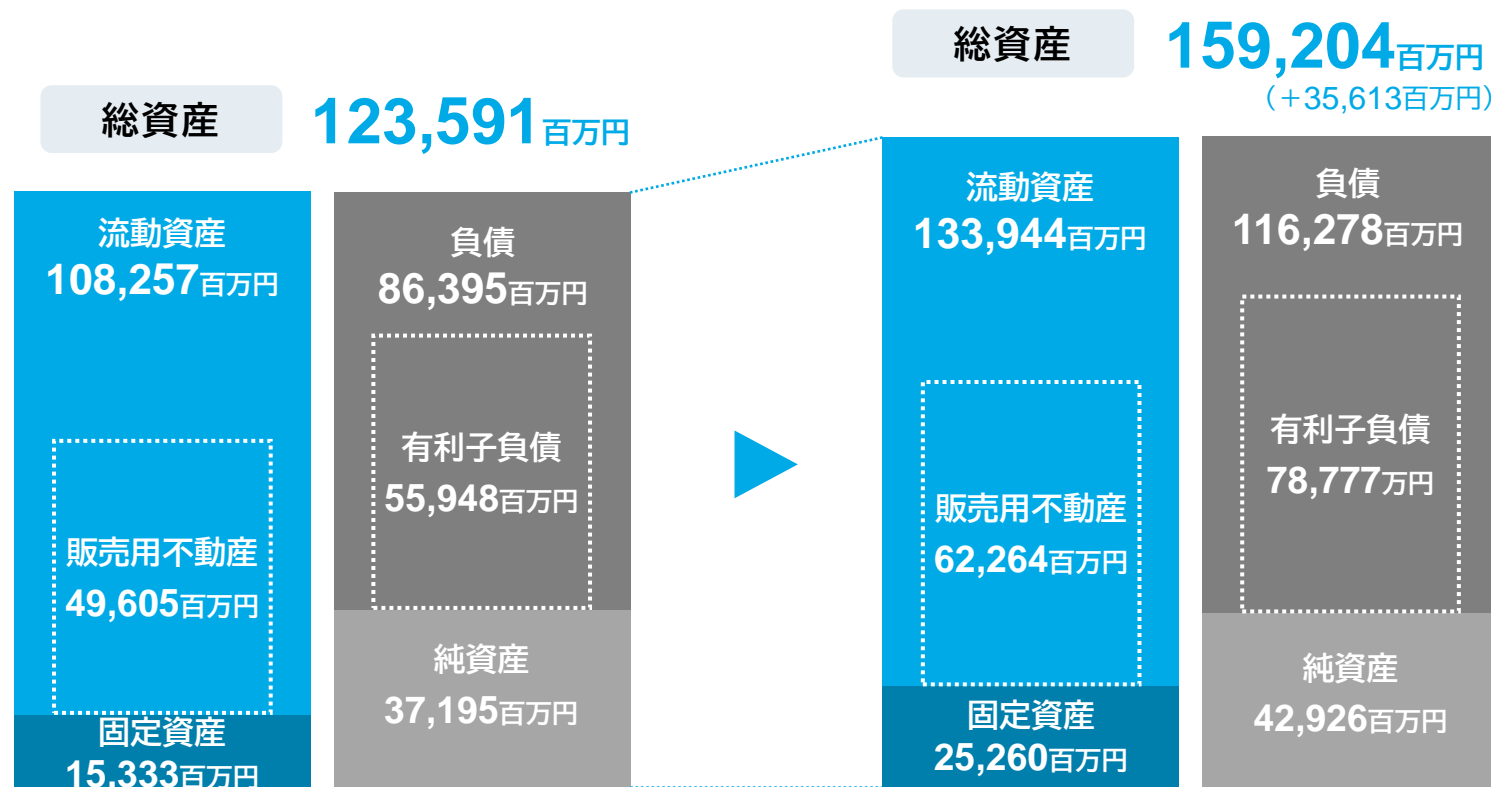 総資産 123,591百万円
流動資産
108,257百万円
販売用不動産
49,605百万円
固定資産
15,333百万円
負債
86,395百万円
有利子負債
55,948百万円
純資産
37,195百万円
総資産 159,204百万円
（＋35,613百万円）
流動資産
133,944百万円
販売用不動産
62,264百万円
固定資産
25,260百万円
負債
116,278百万円
有利子負債
78,777万円
純資産
42,926百万円